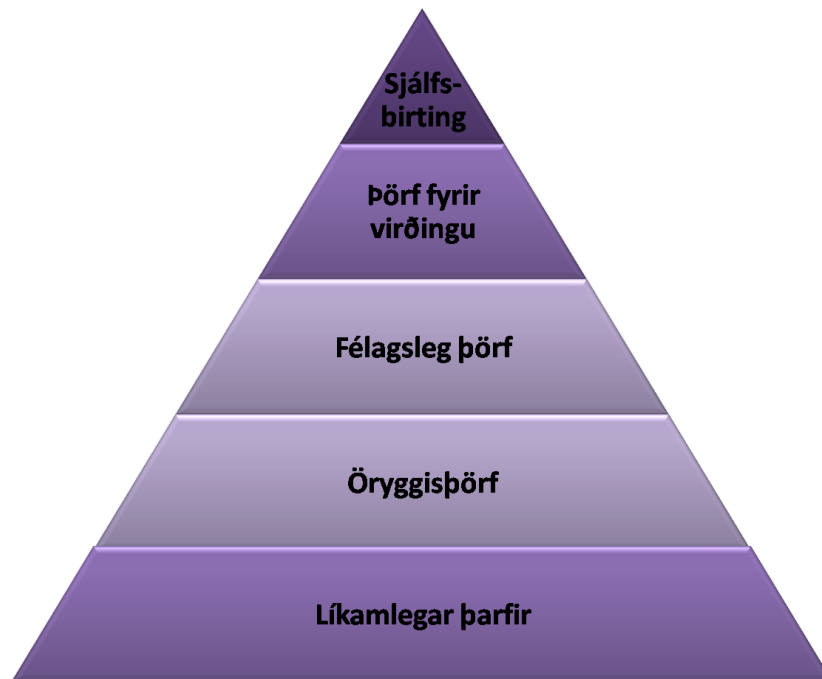 Sjálfs-
birting
Þörf fyrir
virðingu
Félagsleg þörf
Öryggisþörf
Líkamlegar þarfir